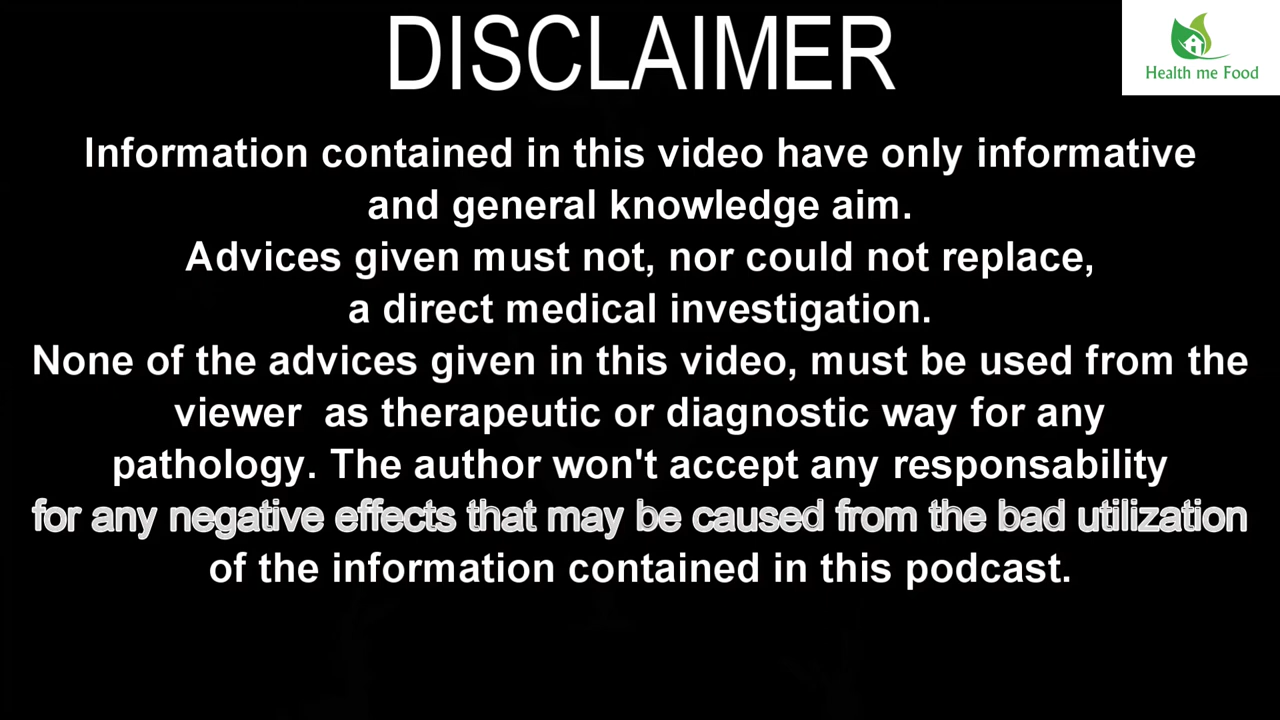 DISCLAIMER
Health me Food
Information contained in this video have only informative
and general knowledge aim.
Advices given must not, nor could not replace,
a direct medical investigation.
None of the advices given in this video, must be used from the
viewer as therapeutic or diagnostic way for any
pathology. The author won't accept any responsability
for any negative effects that may be caused from the bad utilization
of the information contained in this podcast.